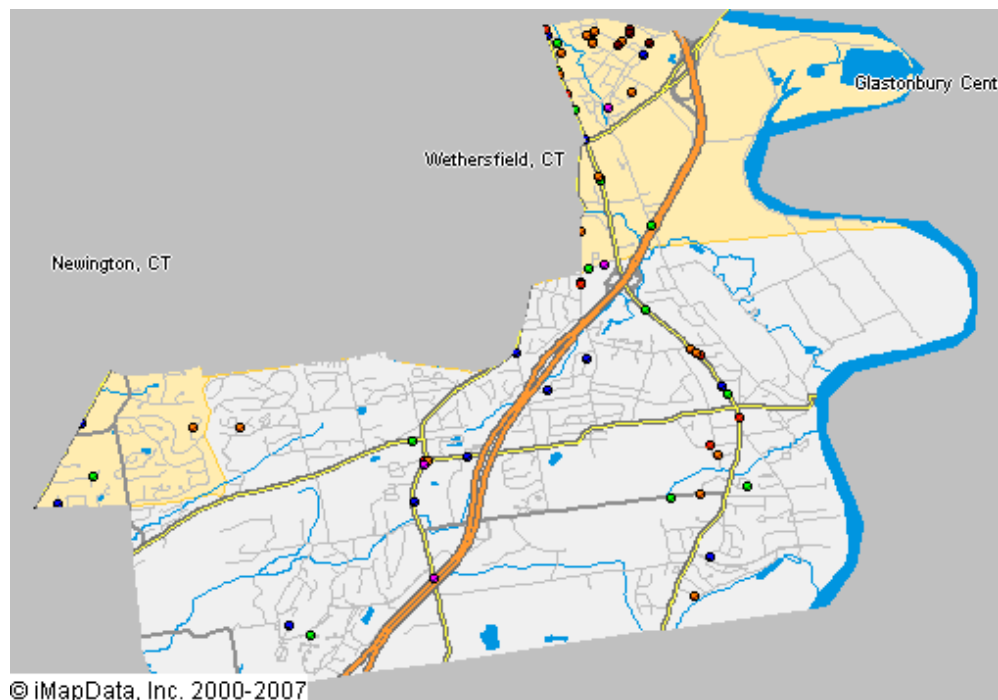 Glastonbury Cent
Wethersfield, CT
Newington, CT
© iMapData, Inc. 2000-2007